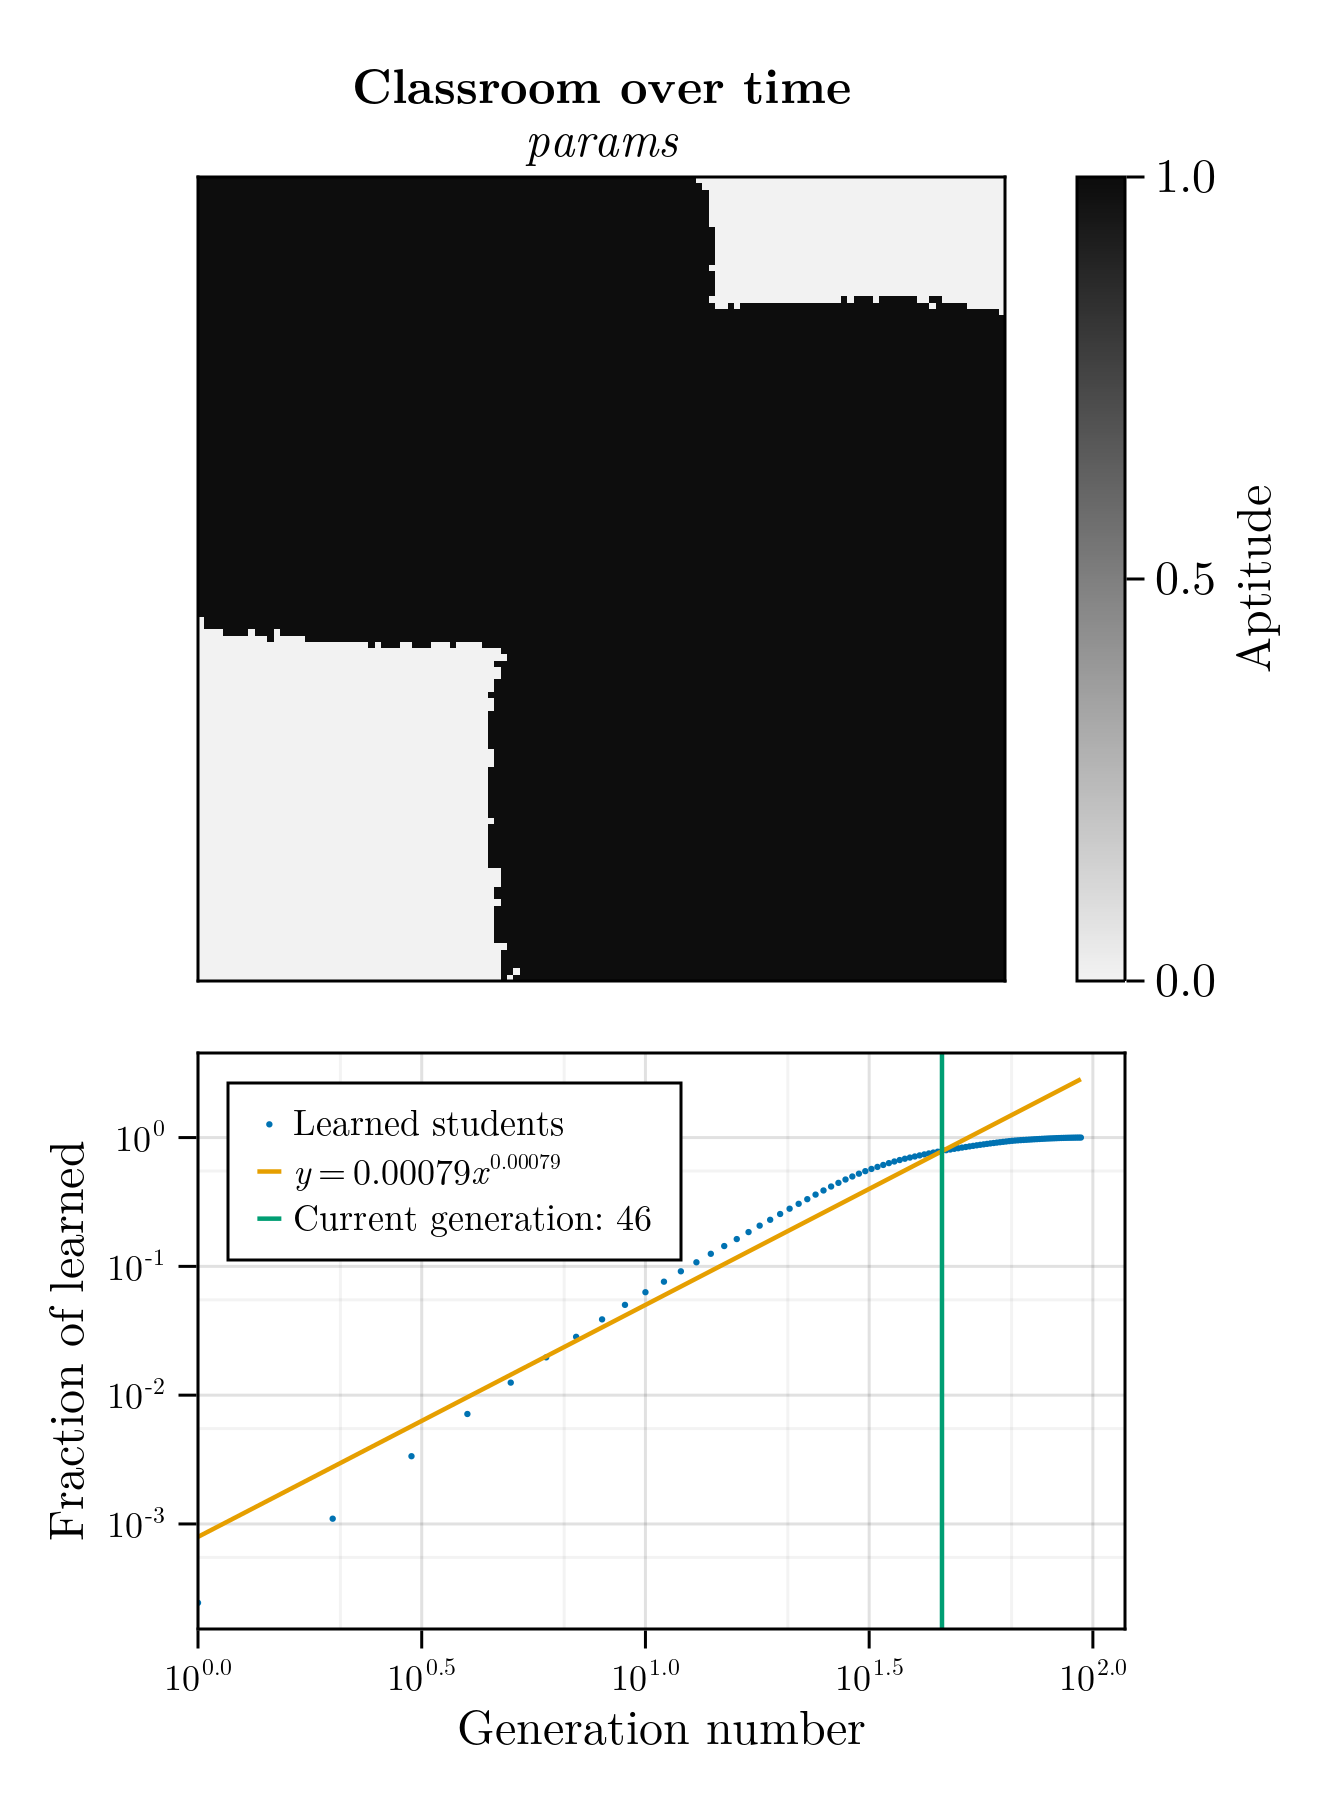 Classroom over time
params
1.0
0.5
0.0
Aptitude
Learned students
y = 0.00079x^0.00079
Current generation: 46
10^0
10^-1
10^-2
10^-3
Fraction of learned
10^0.0
10^0.5
10^1.0
10^1.5
10^2.0
Generation number